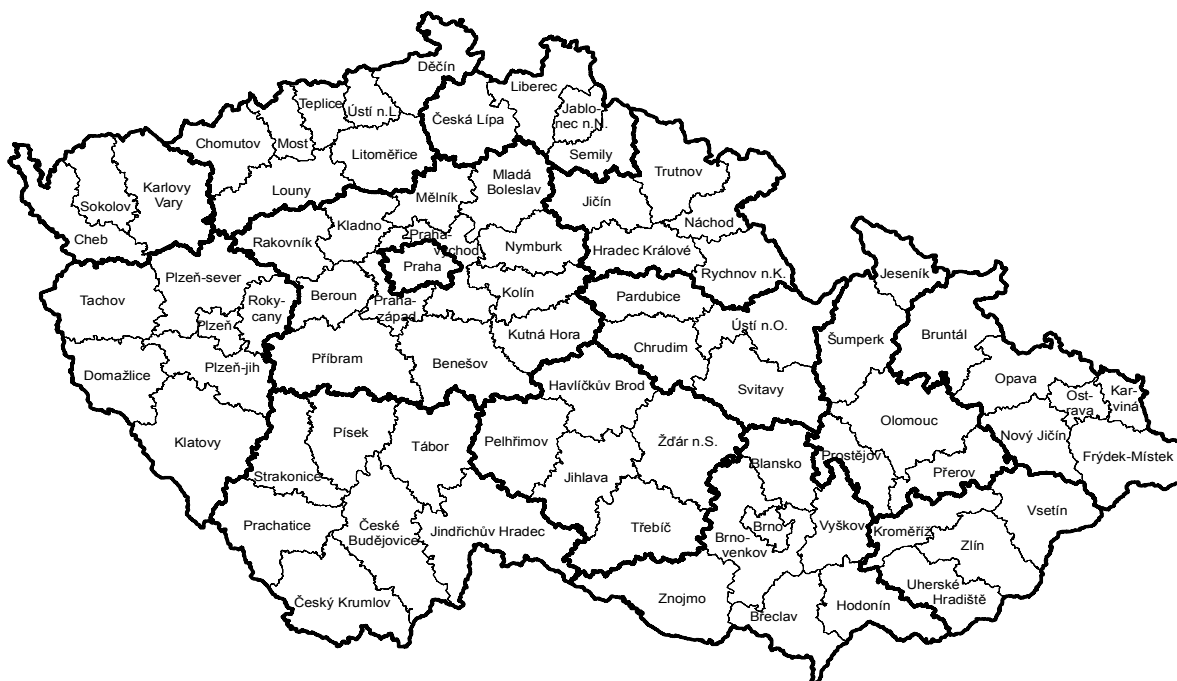 Děčín
Liberec
Teplice
Ústí n.L.
Česká Lípa
Jablo-
nec n.N.
Chomutov
Most
Litoměřice
Semily
Trutnov
Mladá
Boleslav
Karlovy
Vary
Sokolov
Louny
Mělník
Jičín
Náchod
Kladno
Cheb
Rakovník
Praha-
východ
Nymburk
Hradec Králové
Praha
Rychnov n.K.
Jeseník
Plzeň-sever
Tachov
Roky-
cany
Beroun
Praha-
západ
Kolín
Pardubice
Plzeň
Kutná Hora
Ústí n.O.
Chrudim
Šumperk
Bruntál
Příbram
Benešov
Domažlice
Plzeň-jih
Havlíčkův Brod
Svitavy
Opava
Ost-
rava
Kar-
viná
Klatovy
Písek
Tábor
Pelhřimov
Žďár n.S.
Olomouc
Nový Jičín
Frýdek-Místek
Strakonice
Jihlava
Blansko
Prostějov
Přerov
Prachatice
České
Budějovice
Jindřichův Hradec
Třebíč
Brno
Brno-
venkov
Vyškov
Kroměříž
Vsetín
Zlín
Český Krumlov
Znojmo
Břeclav
Hodonín
Uherské
Hradiště